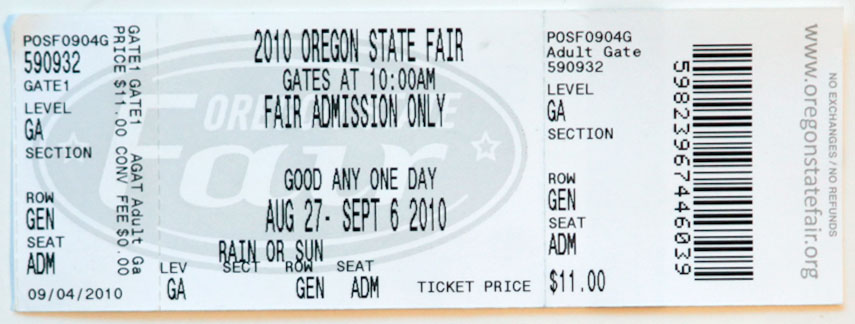 POSF0904G
590932
GATE1
LEVEL
GA
SECTION
ROW
GEN
SEAT
ADM
09/04/2010
GATE1 GATE1 AGAT Adult Ga
PRICE $11.00 CONV FEE $0.00
2010 OREGON STATE FAIR
GATES AT 10:00AM
FAIR ADMISSION ONLY
OREGON STATE
Fair
GOOD ANY ONE DAY
AUG 27- SEPT 6 2010
RAIN OR SUN
LEV SECT ROW SEAT
GA GEN ADM TICKET PRICE
POSF0904G
Adult Gate
590932
LEVEL
GA
SECTION
ROW
GEN
SEAT
ADM
$11.00
598239674446039
www.oregonstatefair.org
NO EXCHANGES / NO REFUNDS